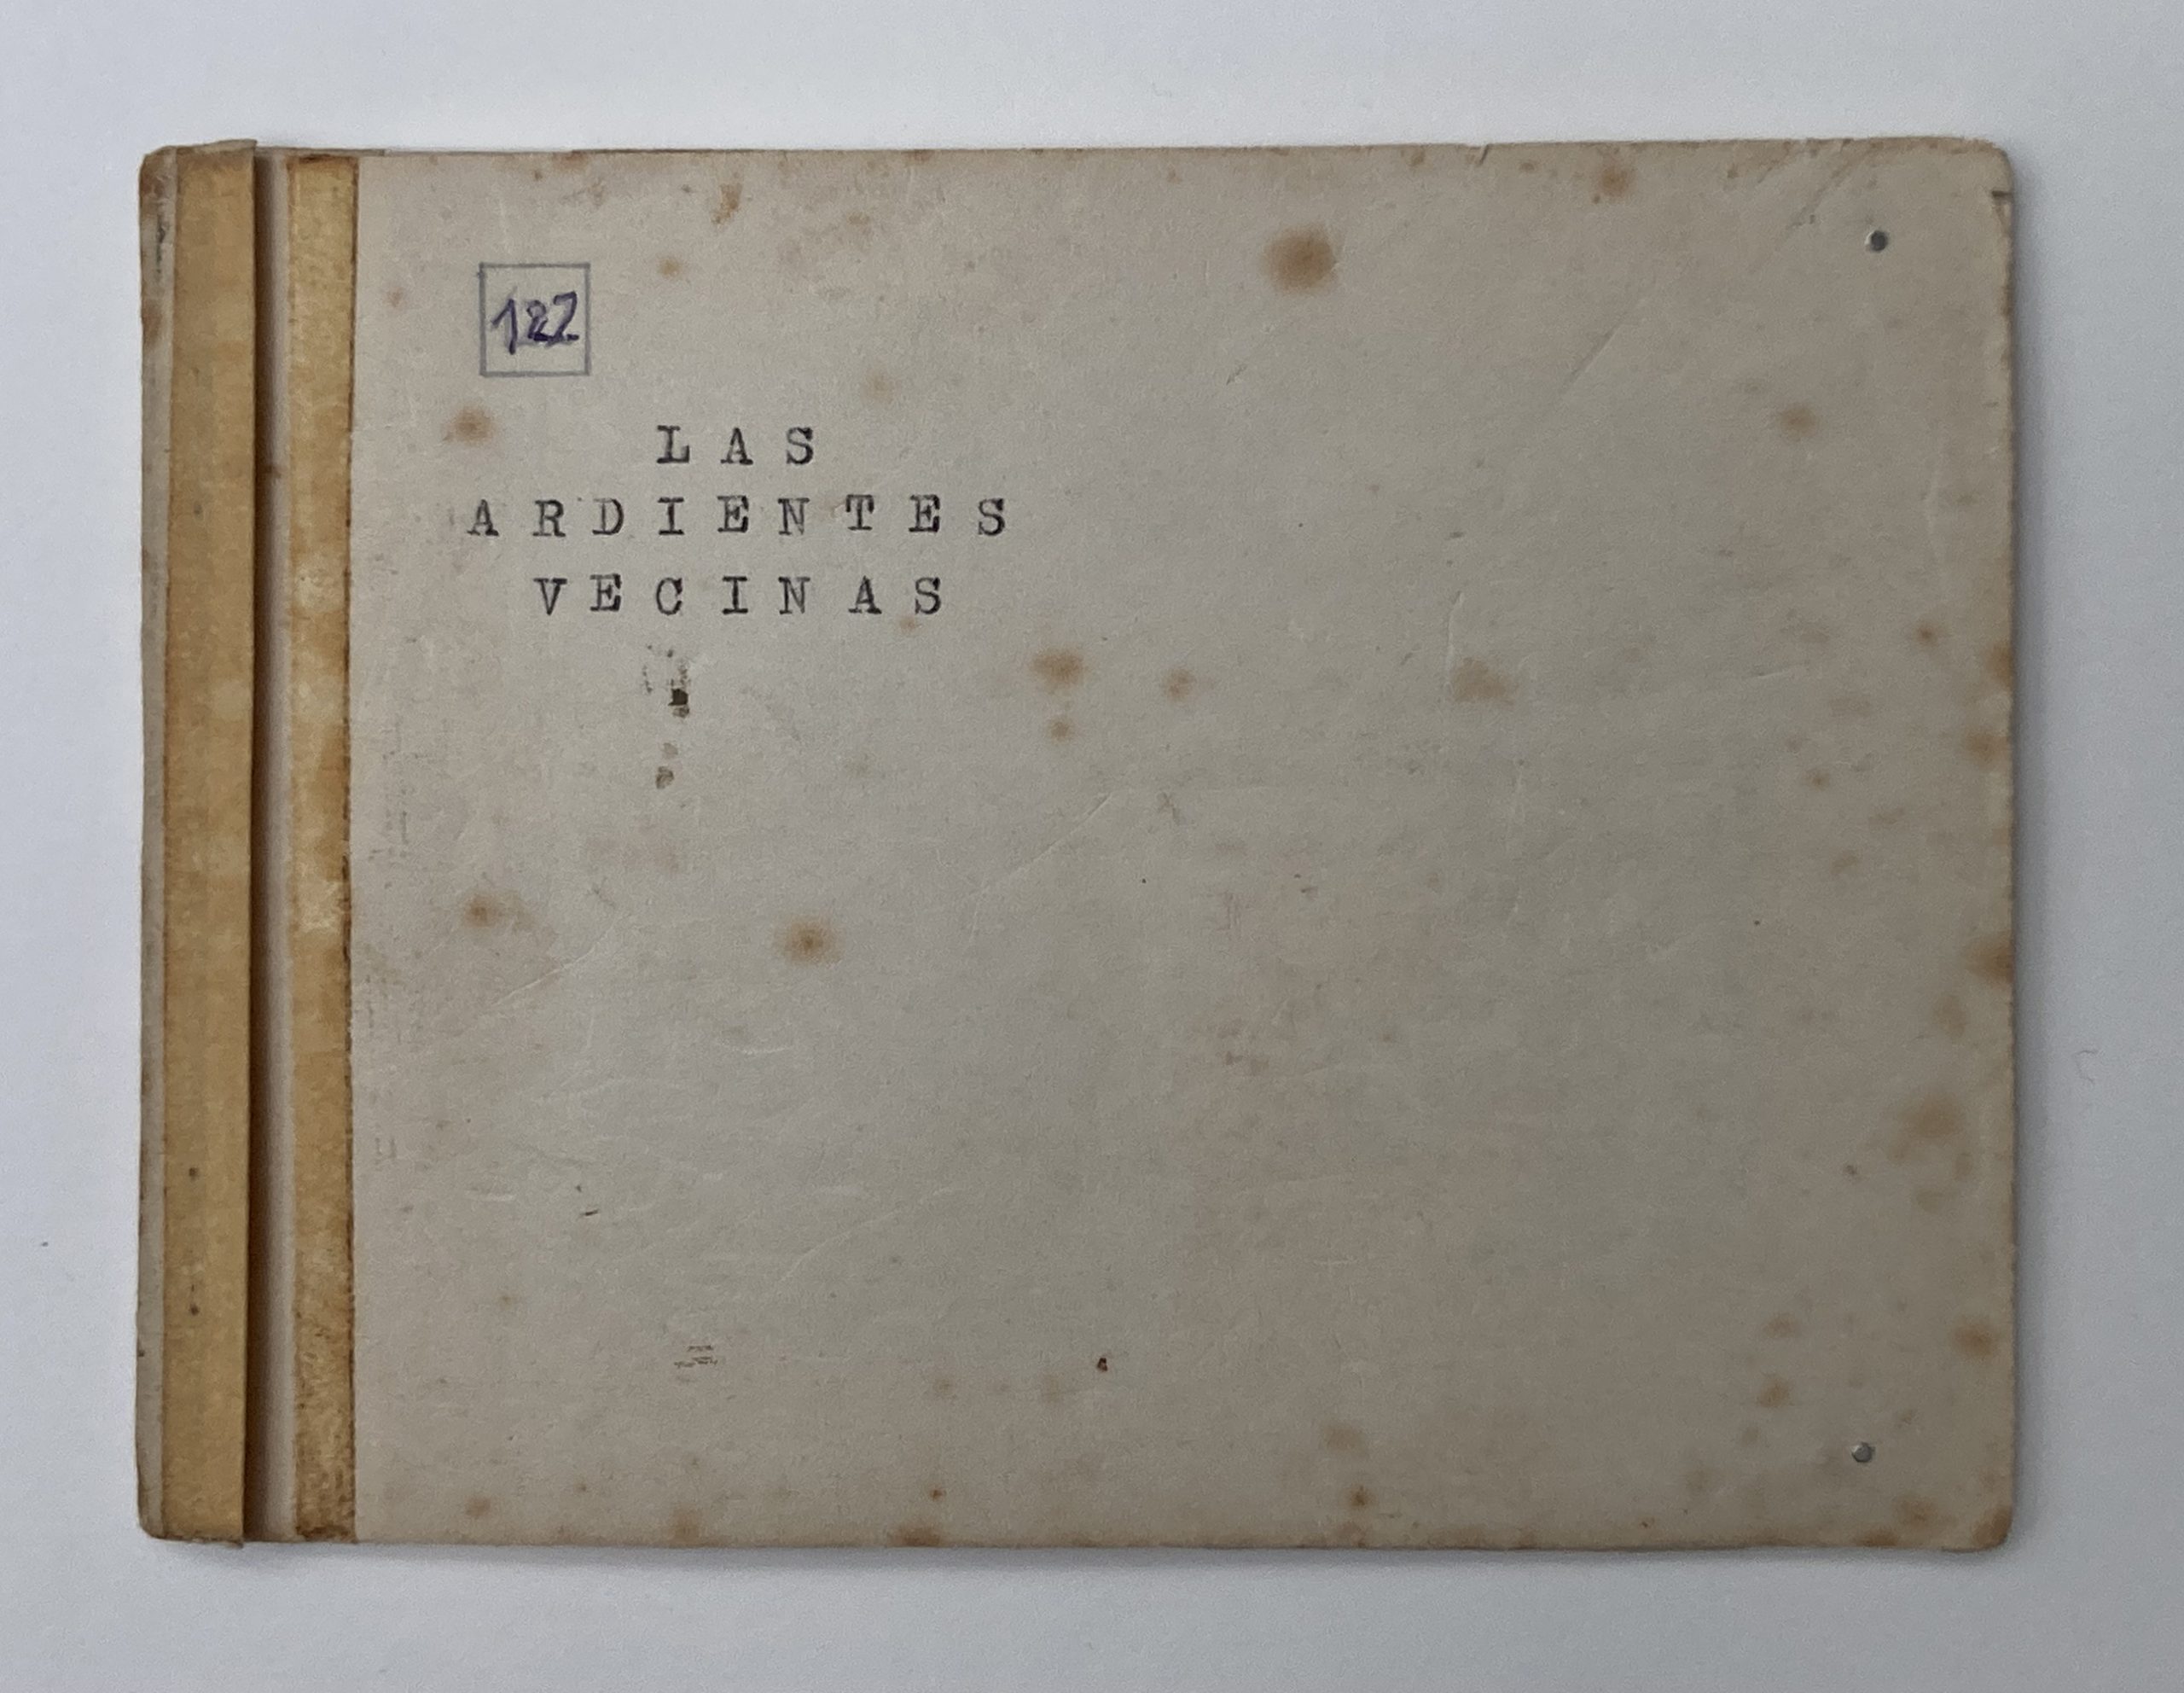 122
LAS
ARDIENTES
VECINAS